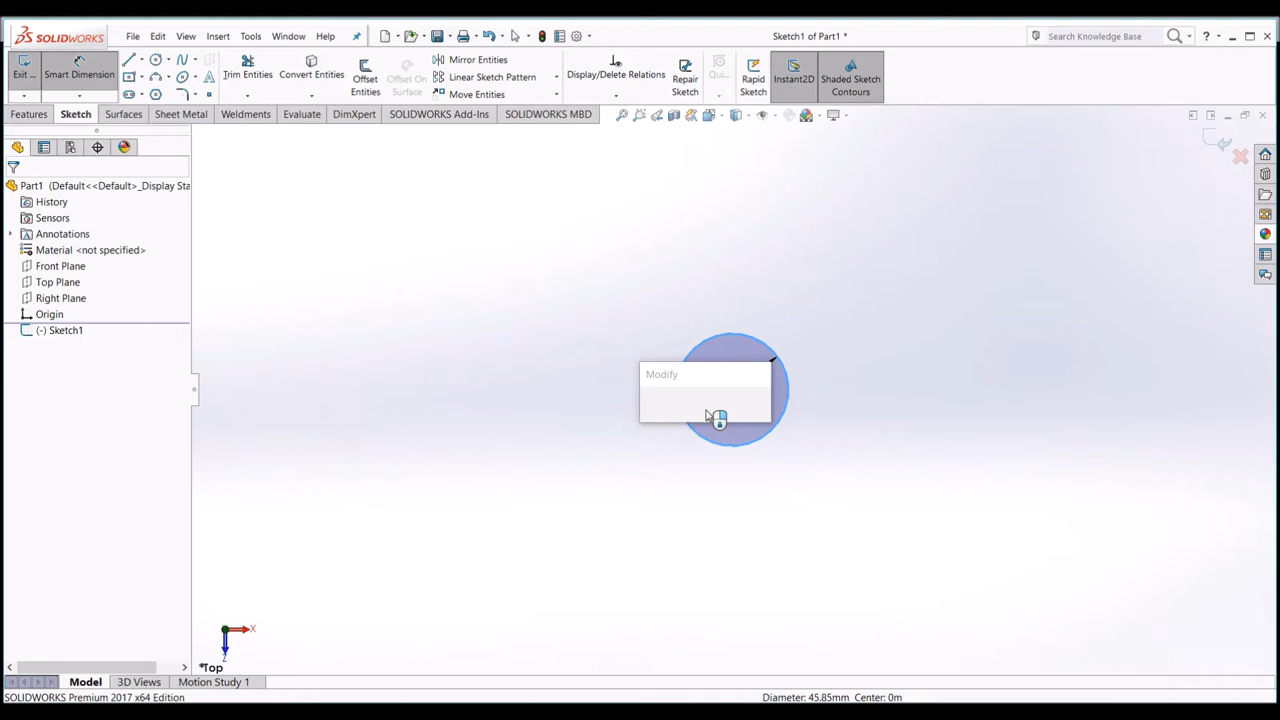 SOLIDWORKS File Edit View Insert Tools Window Help Sketch1 of Part1 * Search Knowledge Base ?
Exit ... Smart Dimension Trim Entities Convert Entities Offset Entities Offset On Surface Mirror Entities Linear Sketch Pattern Move Entities Display/Delete Relations Repair Sketch Qui... Rapid Sketch Instant2D Shaded Sketch Contours
Features Sketch Surfaces Sheet Metal Weldments Evaluate DimXpert SOLIDWORKS Add-Ins SOLIDWORKS MBD
Part1 (Default<<Default>_Display Sta
History
Sensors
Annotations
Material <not specified>
Front Plane
Top Plane
Right Plane
Origin
(-) Sketch1
Modify
X
Z
*Top
Model 3D Views Motion Study 1
SOLIDWORKS Premium 2017 x64 Edition Diameter: 45.85mm Center: 0m